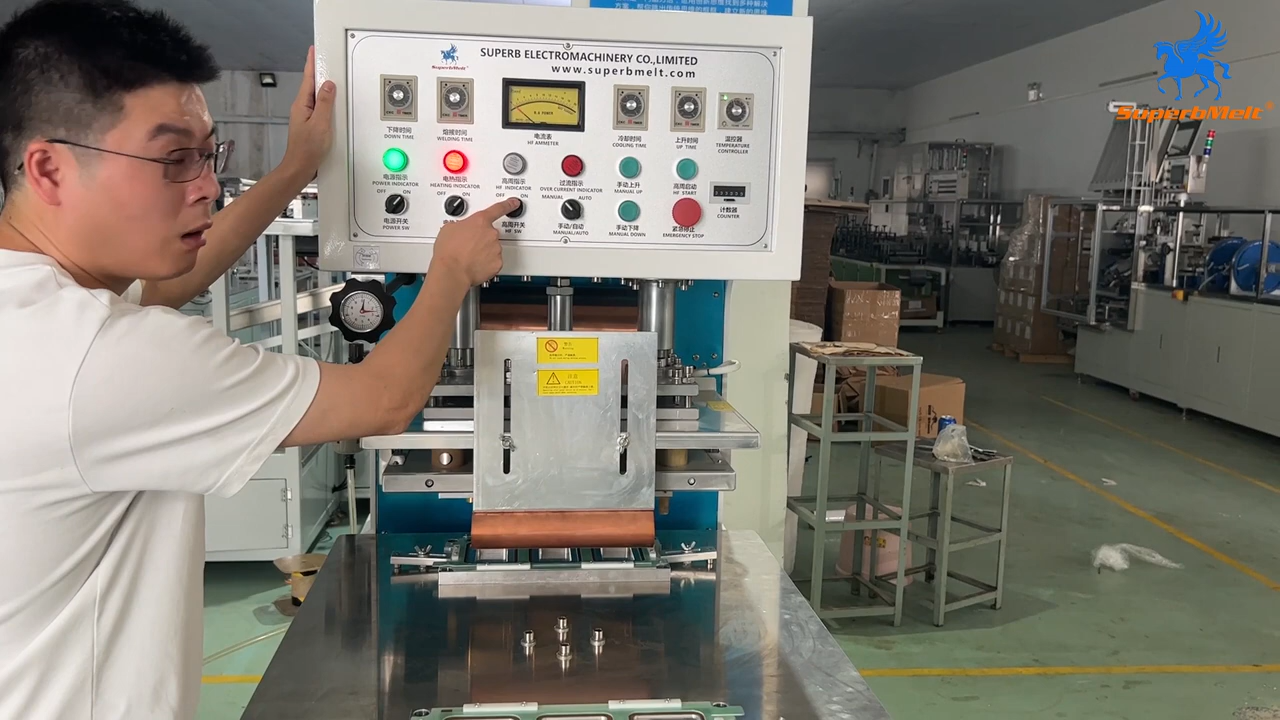 SuperbMelt
SUPERB ELECTROMACHINERY CO.,LIMITED
www.superbmelt.com
SuperbMelt
下降时间
DOWN TIME
熔接时间
WELDING TIME
电流表
HF AMMETER
冷却时间
COOLING TIME
上升时间
UP TIME
温控器
TEMPERATURE
CONTROLLER
电源指示
POWER INDICATOR
电热指示
HEATING INDICATOR
高周指示
HF INDICATOR
过流指示
OVER CURRENT INDICATOR
手动上升
MANUAL UP
高周启动
HF START
OFF ON
OFF ON
OFF ON
MANUAL AUTO
计数器
COUNTER
电源开关
POWER SW
高周开关
HF SW
手动/自动
MANUAL/AUTO
手动下降
MANUAL DOWN
紧急停止
EMERGENCY STOP